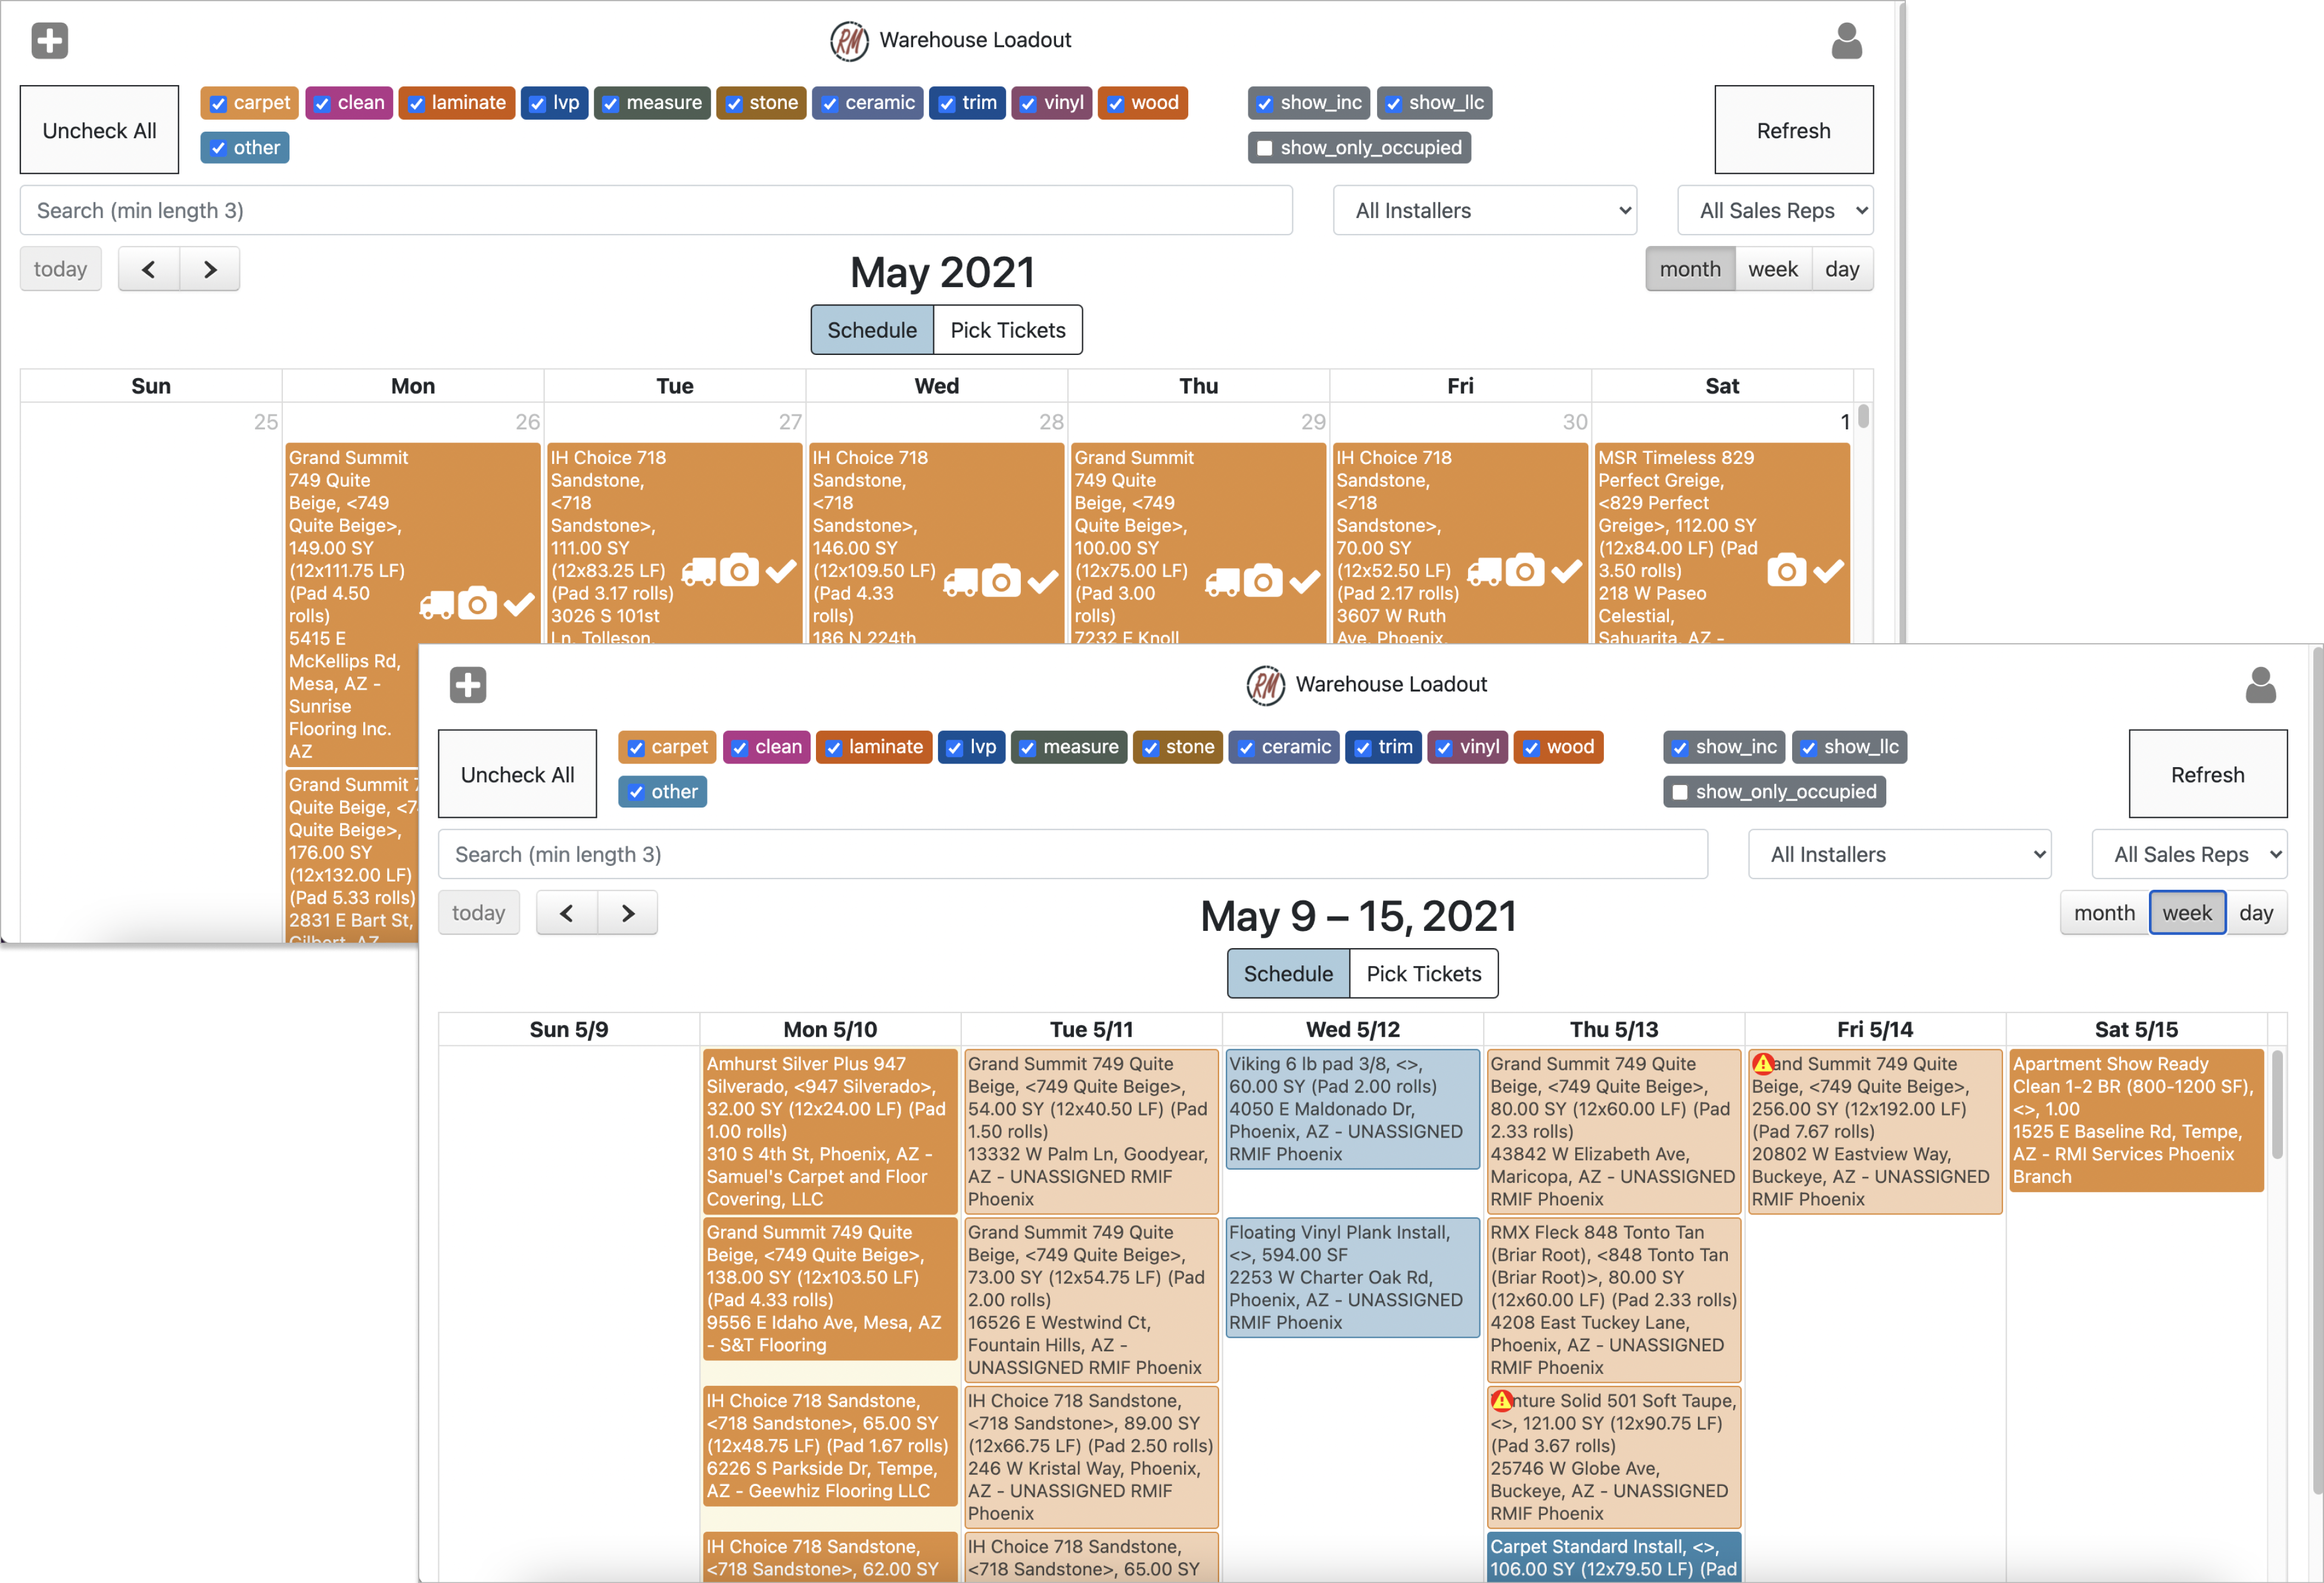 RM Warehouse Loadout
Uncheck All
carpet clean laminate lvp measure stone ceramic trim vinyl wood
other
show_inc show_llc
show_only_occupied
Refresh
Search (min length 3)
All Installers
All Sales Reps
today
May 2021
month week day
Schedule Pick Tickets
Sun Mon Tue Wed Thu Fri Sat
25
26
Grand Summit
749 Quite
Beige, <749
Quite Beige>,
149.00 SY
(12x111.75 LF)
(Pad 4.50
rolls)
5415 E
McKellips Rd,
Mesa, AZ -
Sunrise
Flooring Inc.
AZ
Grand Summit 7
Quite Beige, <7
Quite Beige>,
176.00 SY
(12x132.00 LF)
(Pad 5.33 rolls)
2831 E Bart St,
Gilbert, AZ
27
IH Choice 718
Sandstone,
<718
Sandstone>,
111.00 SY
(12x83.25 LF)
(Pad 3.17 rolls)
3026 S 101st
Ln, Tolleson,
28
IH Choice 718
Sandstone,
<718
Sandstone>,
146.00 SY
(12x109.50 LF)
(Pad 4.33
rolls)
186 N 224th
29
Grand Summit
749 Quite
Beige, <749
Quite Beige>,
100.00 SY
(12x75.00 LF)
(Pad 3.00
rolls)
7232 E Knoll
30
IH Choice 718
Sandstone,
<718
Sandstone>,
70.00 SY
(12x52.50 LF)
(Pad 2.17 rolls)
3607 W Ruth
Ave, Phoenix,
1
MSR Timeless 829
Perfect Greige,
<829 Perfect
Greige>, 112.00 SY
(12x84.00 LF) (Pad
3.50 rolls)
218 W Paseo
Celestial,
Sahuarita, AZ -
RM Warehouse Loadout
Uncheck All
carpet clean laminate lvp measure stone ceramic trim vinyl wood
other
show_inc show_llc
show_only_occupied
Refresh
Search (min length 3)
All Installers
All Sales Reps
today
May 9 – 15, 2021
month week day
Schedule Pick Tickets
Sun 5/9 Mon 5/10 Tue 5/11 Wed 5/12 Thu 5/13 Fri 5/14 Sat 5/15
Amhurst Silver Plus 947
Silverado, <947 Silverado>,
32.00 SY (12x24.00 LF) (Pad
1.00 rolls)
310 S 4th St, Phoenix, AZ -
Samuel's Carpet and Floor
Covering, LLC
Grand Summit 749 Quite
Beige, <749 Quite Beige>,
138.00 SY (12x103.50 LF)
(Pad 4.33 rolls)
9556 E Idaho Ave, Mesa, AZ
- S&T Flooring
IH Choice 718 Sandstone,
<718 Sandstone>, 65.00 SY
(12x48.75 LF) (Pad 1.67 rolls)
6226 S Parkside Dr, Tempe,
AZ - Geewhiz Flooring LLC
IH Choice 718 Sandstone,
<718 Sandstone>, 62.00 SY
Grand Summit 749 Quite
Beige, <749 Quite Beige>,
54.00 SY (12x40.50 LF) (Pad
1.50 rolls)
13332 W Palm Ln, Goodyear,
AZ - UNASSIGNED RMIF
Phoenix
Grand Summit 749 Quite
Beige, <749 Quite Beige>,
73.00 SY (12x54.75 LF) (Pad
2.00 rolls)
16526 E Westwind Ct,
Fountain Hills, AZ -
UNASSIGNED RMIF Phoenix
IH Choice 718 Sandstone,
<718 Sandstone>, 89.00 SY
(12x66.75 LF) (Pad 2.50 rolls)
246 W Kristal Way, Phoenix,
AZ - UNASSIGNED RMIF
Phoenix
IH Choice 718 Sandstone,
<718 Sandstone>, 65.00 SY
Viking 6 lb pad 3/8, <>,
60.00 SY (Pad 2.00 rolls)
4050 E Maldonado Dr,
Phoenix, AZ - UNASSIGNED
RMIF Phoenix
Floating Vinyl Plank Install,
<>, 594.00 SF
2253 W Charter Oak Rd,
Phoenix, AZ - UNASSIGNED
RMIF Phoenix
Grand Summit 749 Quite
Beige, <749 Quite Beige>,
80.00 SY (12x60.00 LF) (Pad
2.33 rolls)
43842 W Elizabeth Ave,
Maricopa, AZ - UNASSIGNED
RMIF Phoenix
RMX Fleck 848 Tonto Tan
(Briar Root), <848 Tonto Tan
(Briar Root)>, 80.00 SY
(12x60.00 LF) (Pad 2.33 rolls)
4208 East Tuckey Lane,
Phoenix, AZ - UNASSIGNED
RMIF Phoenix
nture Solid 501 Soft Taupe,
<>, 121.00 SY (12x90.75 LF)
(Pad 3.67 rolls)
25746 W Globe Ave,
Buckeye, AZ - UNASSIGNED
RMIF Phoenix
Carpet Standard Install, <>,
106.00 SY (12x79.50 LF) (Pad
and Summit 749 Quite
Beige, <749 Quite Beige>,
256.00 SY (12x192.00 LF)
(Pad 7.67 rolls)
20802 W Eastview Way,
Buckeye, AZ - UNASSIGNED
RMIF Phoenix
Apartment Show Ready
Clean 1-2 BR (800-1200 SF),
<>, 1.00
1525 E Baseline Rd, Tempe,
AZ - RMI Services Phoenix
Branch